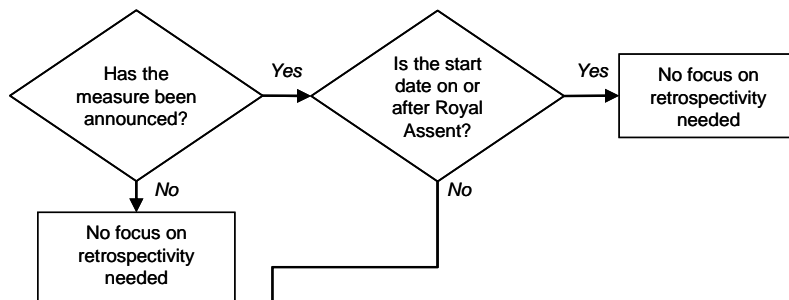 Has the
measure been
announced?
Yes
Is the start
date on or
after Royal
Assent?
Yes
No focus on
retrospectivity
needed
No
No focus on
retrospectivity
needed
No